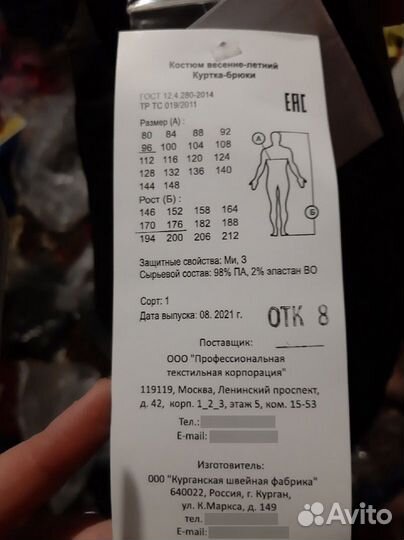 Костюм весенне-летний
Куртка-брюки
ГОСТ 12.4.280-2014
ТР ТС 019/2011
EAC
Размер (А) :
80 84 88 92
96 100 104 108
112 116 120 124
128 132 136 140
144 148
Рост (Б) :
146 152 158 164
170 176 182 188
194 200 206 212
А
Б
Защитные свойства: Ми, З
Сырьевой состав: 98% ПА, 2% эластан ВО
Сорт: 1
Дата выпуска: 08. 2021 г.
ОТК 8
Поставщик:
ООО "Профессиональная
текстильная корпорация"
119119, Москва, Ленинский проспект,
д. 42, корп. 1_2_3, этаж 5, ком. 15-53
Тел.:
E-mail:
Изготовитель:
ООО "Курганская швейная фабрика"
640022, Россия, г. Курган,
ул. К.Маркса, д. 149
тел.
E-mail:
Avito